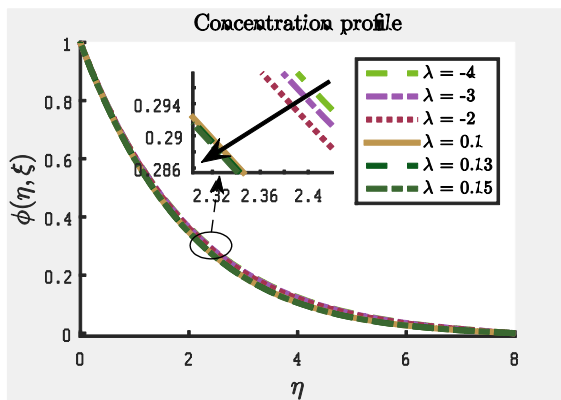 Concentration profile
1
0.8
0.6
0.4
0.2
0
ϕ(η, ξ)
0.294
0.29
0.286
2.32 2.36 2.4
λ = -4
λ = -3
λ = -2
λ = 0.1
λ = 0.13
λ = 0.15
0 2 4 6 8
η